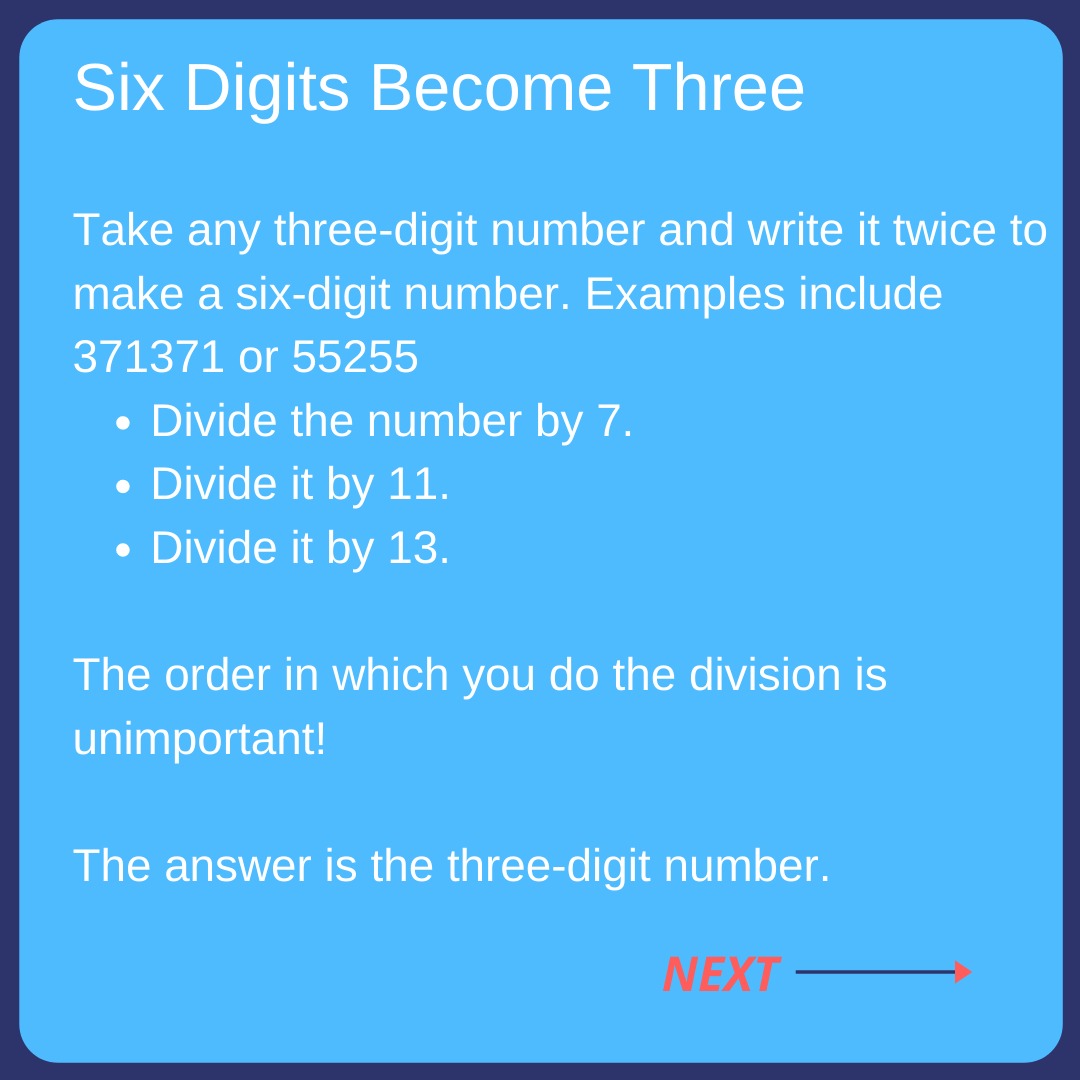 Six Digits Become Three
Take any three-digit number and write it twice to
make a six-digit number. Examples include
371371 or 55255
• Divide the number by 7.
• Divide it by 11.
• Divide it by 13.
The order in which you do the division is
unimportant!
The answer is the three-digit number.
NEXT